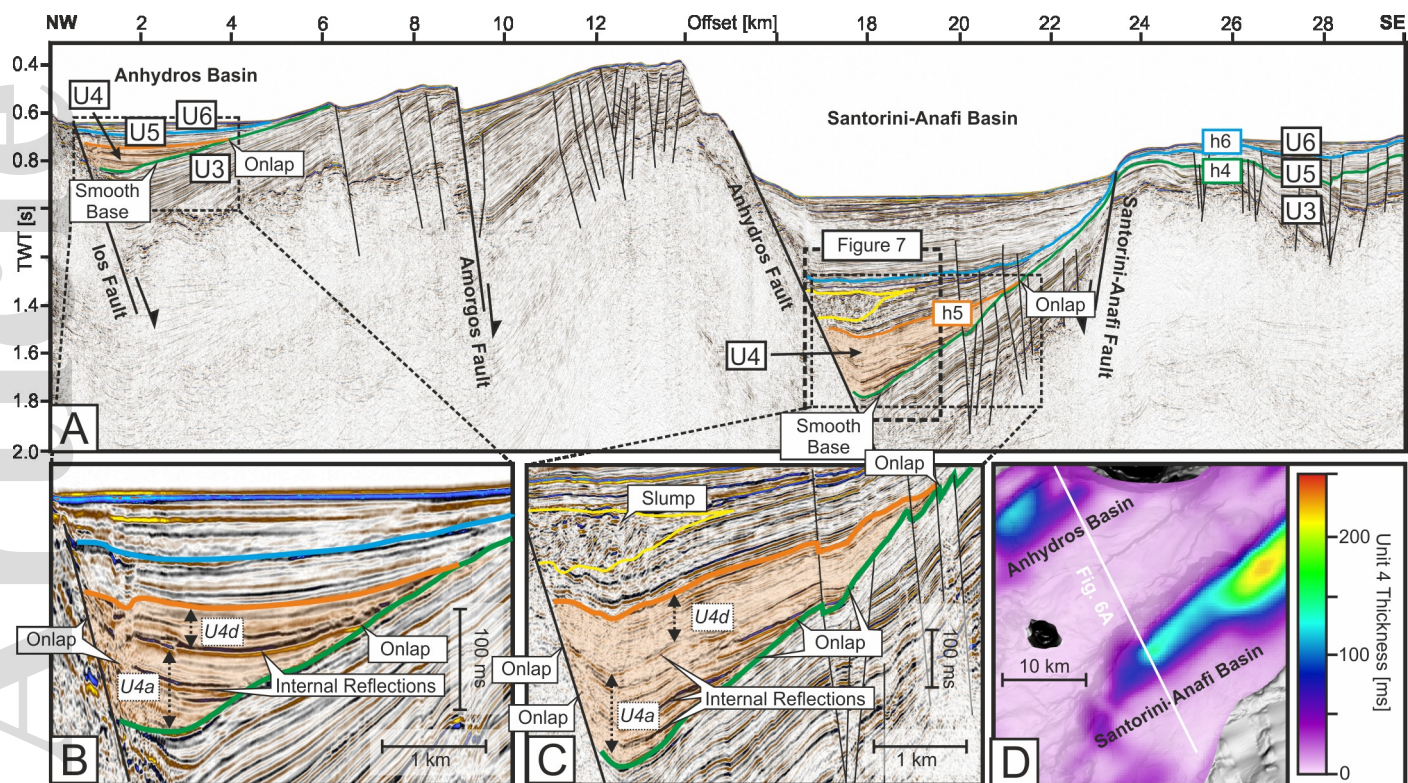 NW 2 4 6 8 10 12 Offset [km] 18 20 22 24 26 28 SE
0.4
0.6
0.8
1.0
1.2
1.4
1.6
1.8
2.0
TWT [s]
Anhydros Basin
U4
U5
U6
U3
Onlap
Smooth
Base
Ios Fault
Amorgos Fault
Anhydros Fault
Santorini-Anafi Basin
Figure 7
h5
U4
Onlap
Smooth
Base
Santorini-Anafi Fault
h6
h4
U6
U5
U3
A
Onlap
U4d
U4a
Onlap
Internal Reflections
100 ms
1 km
B
Slump
Onlap
U4d
Onlap
Onlap
Internal Reflections
Onlap
U4a
100 ms
1 km
C
Anhydros Basin
Fig. 6A
10 km
Santorini-Anafi Basin
D
200
100
0
Unit 4 Thickness [ms]